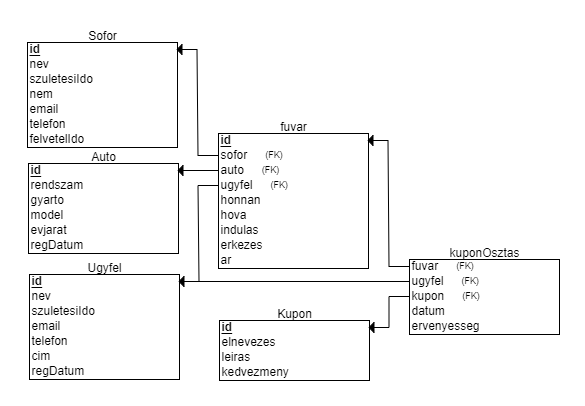 Sofor
id
nev
szuletesiIdo
nem
email
telefon
felvetelIdo
Auto
id
rendszam
gyarto
model
evjarat
regDatum
Ugyfel
id
nev
szuletesiIdo
email
telefon
cim
regDatum
fuvar
id
sofor (FK)
auto (FK)
ugyfel (FK)
honnan
hova
indulas
erkezes
ar
Kupon
id
elnevezes
leiras
kedvezmeny
kuponOsztas
fuvar (FK)
ugyfel (FK)
kupon (FK)
datum
ervenyesseg